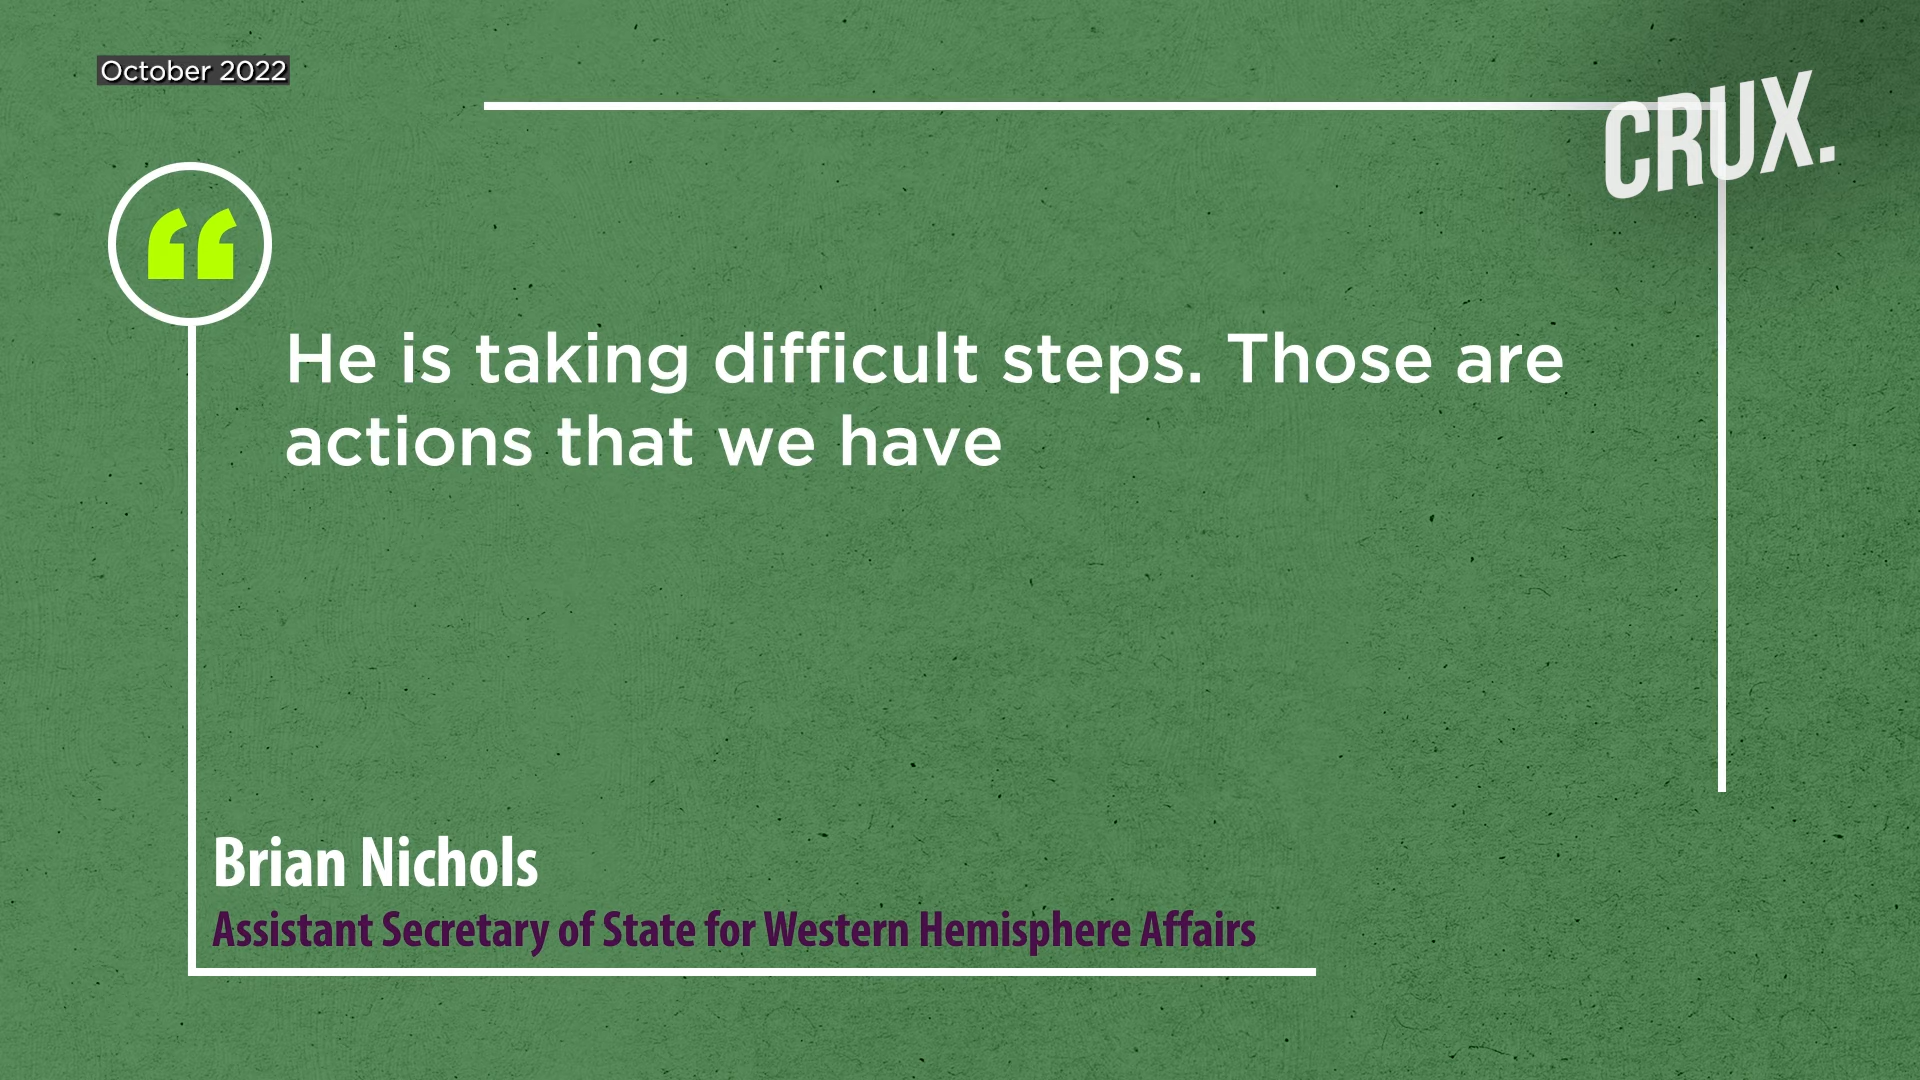 October 2022
CRUX.
“
He is taking difficult steps. Those are
actions that we have
Brian Nichols
Assistant Secretary of State for Western Hemisphere Affairs